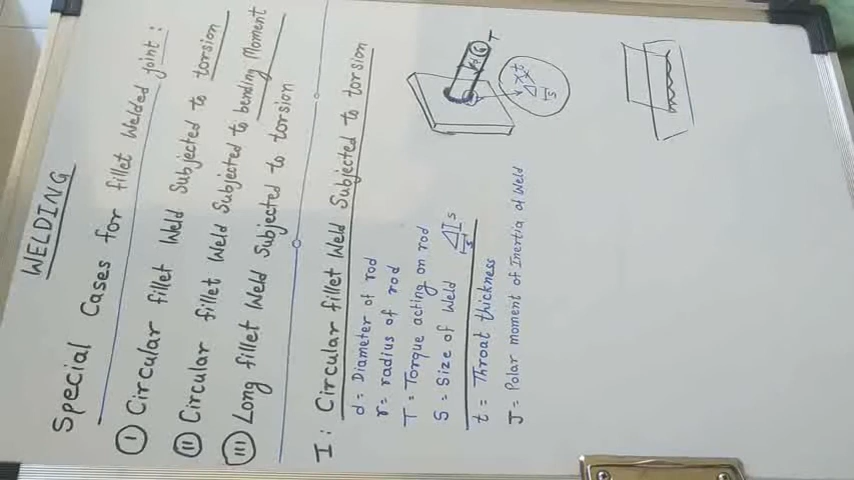 WELDING
Special Cases for fillet Welded joint:
I Circular fillet Weld Subjected to torsion
II Circular fillet Weld Subjected to bending Moment
III Long fillet Weld Subjected to torsion
I: Circular fillet Weld Subjected to torsion
d = Diameter of rod
r = radius of rod
T = Torque acting on rod
S = Size of Weld
S
S
t = Throat thickness
J = Polar moment of Inertia of Weld
T
t
S